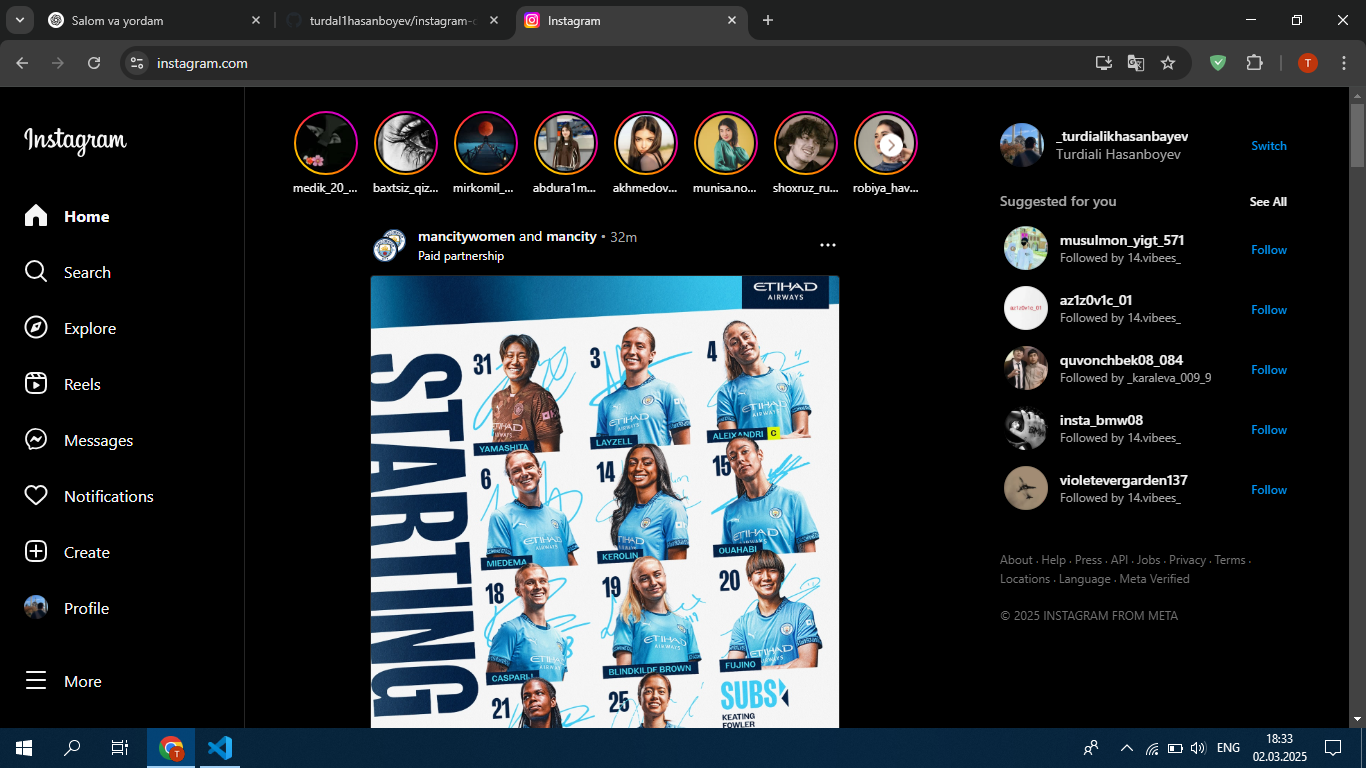 Salom va yordam
turdal1hasanboyev/instagram-c
Instagram
instagram.com
T
Instagram
Home
Search
Explore
Reels
Messages
Notifications
Create
Profile
More
medik_20_...
baxtsiz_qiz...
mirkomil_...
abdura1m...
akhmedov...
munisa.no...
shoxruz_ru...
robiya_hav...
mancitywomen and mancity • 32m
Paid partnership
ETIHAD
AIRWAYS
STARTING
31
YAMASHITA
3
LAYZELL
4
ALEIXANDRI C
6
MIEDEMA
14
KEROLIN
15
OUAHABI
18
CASPARIJ
19
BLINDKILDE BROWN
20
FUJINO
21
25
SUBS
KEATING
FOWLER
_turdialikhasanbayev
Turdiali Hasanboyev
Switch
Suggested for you
See All
musulmon_yigt_571
Followed by 14.vibees_
Follow
az1z0v1c_01
Followed by 14.vibees_
Follow
quvonchbek08_084
Followed by _karaleva_009_9
Follow
insta_bmw08
Followed by 14.vibees_
Follow
violetevergarden137
Followed by 14.vibees_
Follow
About · Help · Press · API · Jobs · Privacy · Terms ·
Locations · Language · Meta Verified
© 2025 INSTAGRAM FROM META
T
ENG
18:33
02.03.2025